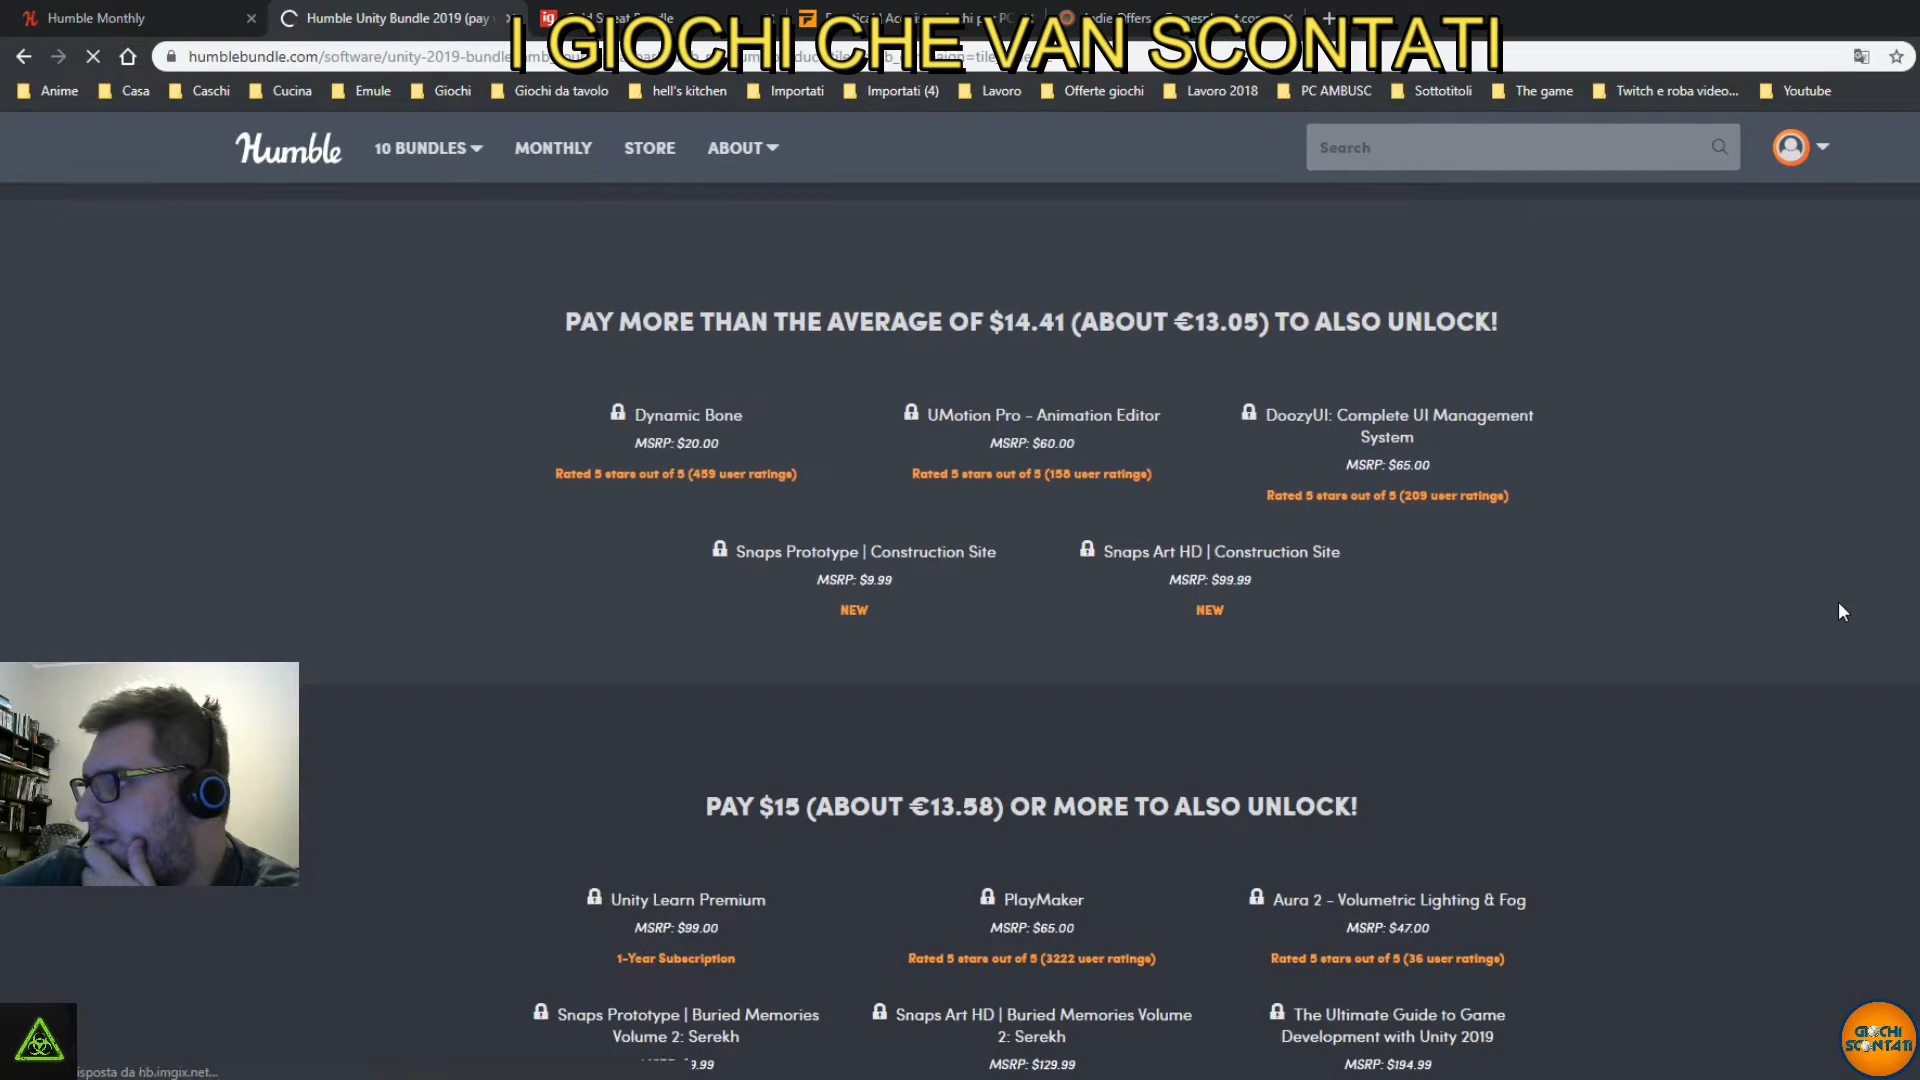 Humble Monthly
Humble Unity Bundle 2019 (pay
I GIOCHI CHE VAN SCONTATI
humblebundle.com/software/unity-2019-bundle
Anime Casa Caschi Cucina Emule Giochi Giochi da tavolo hell's kitchen Importati Importati (4) Lavoro Offerte giochi Lavoro 2018 PC AMBUSC Sottotitoli The game Twitch e roba video... Youtube
Humble 10 BUNDLES MONTHLY STORE ABOUT Search
PAY MORE THAN THE AVERAGE OF $14.41 (ABOUT €13.05) TO ALSO UNLOCK!
Dynamic Bone
MSRP: $20.00
Rated 5 stars out of 5 (459 user ratings)
UMotion Pro - Animation Editor
MSRP: $60.00
Rated 5 stars out of 5 (158 user ratings)
DoozyUI: Complete UI Management
System
MSRP: $65.00
Rated 5 stars out of 5 (209 user ratings)
Snaps Prototype | Construction Site
MSRP: $9.99
NEW
Snaps Art HD | Construction Site
MSRP: $99.99
NEW
PAY $15 (ABOUT €13.58) OR MORE TO ALSO UNLOCK!
Unity Learn Premium
MSRP: $99.00
1-Year Subscription
PlayMaker
MSRP: $65.00
Rated 5 stars out of 5 (3222 user ratings)
Aura 2 - Volumetric Lighting & Fog
MSRP: $47.00
Rated 5 stars out of 5 (36 user ratings)
Snaps Prototype | Buried Memories
Volume 2: Serekh
9.99
Snaps Art HD | Buried Memories Volume
2: Serekh
MSRP: $129.99
The Ultimate Guide to Game
Development with Unity 2019
MSRP: $194.99
isposta da hb.imgix.net...
GIOCHI
SCONTATI